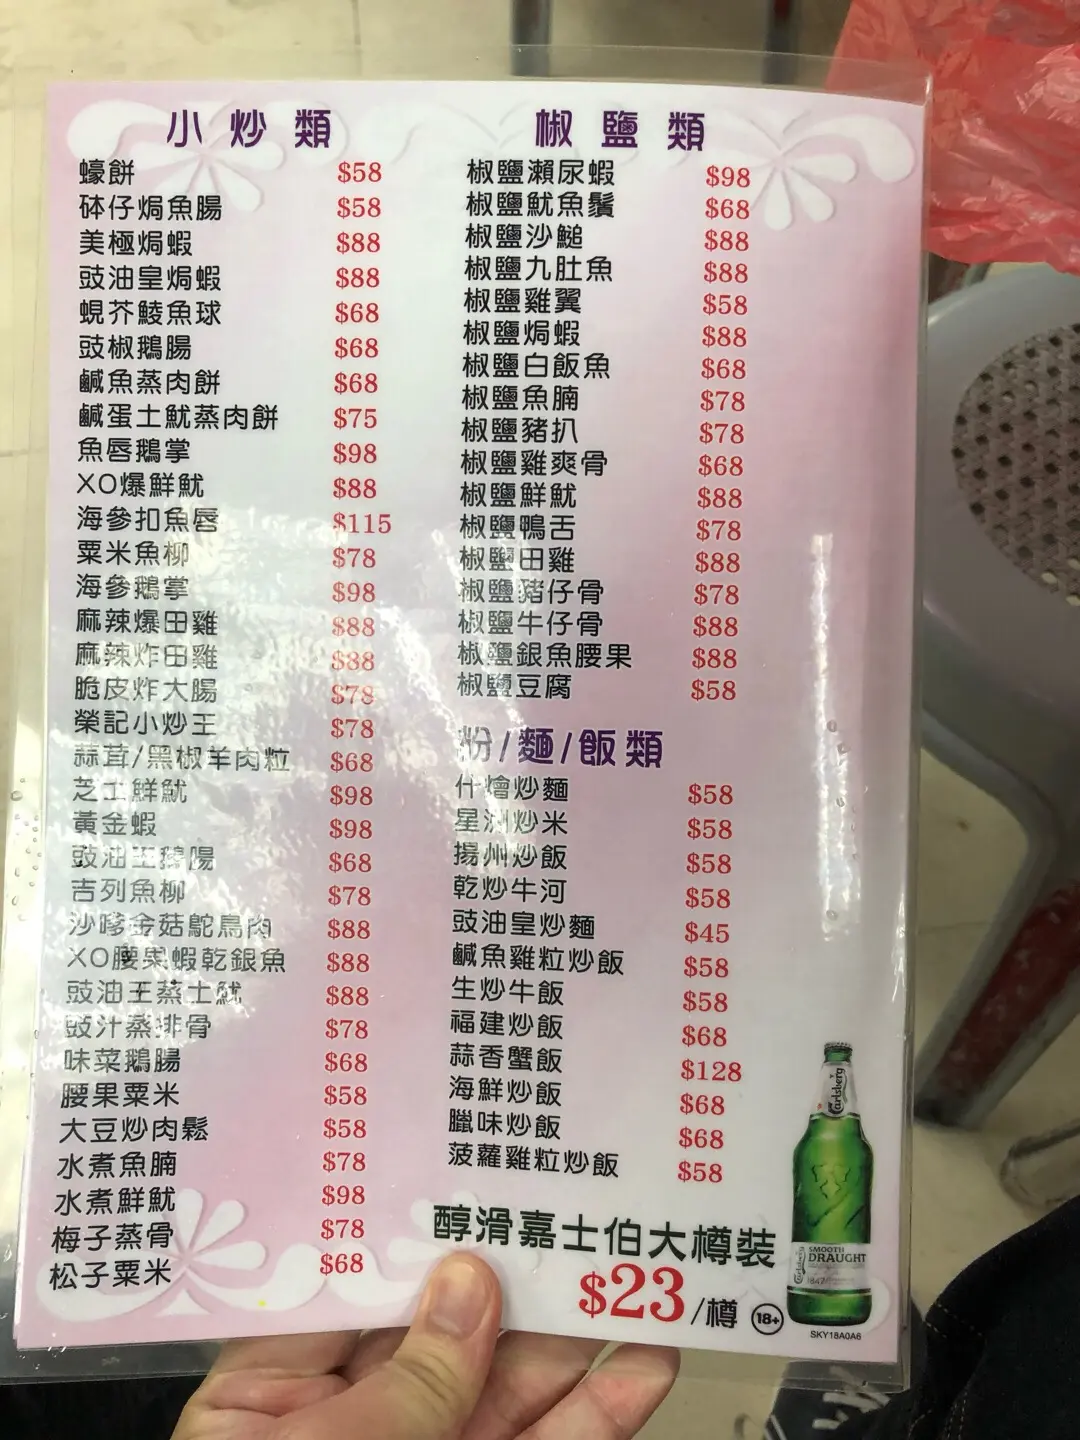 小炒類
蠔餅 $58
砵仔焗魚腸 $58
美極焗蝦 $88
豉油皇焗蝦 $88
蜆芥鯪魚球 $68
豉椒鵝腸 $68
鹹魚蒸肉餅 $68
鹹蛋土魷蒸肉餅 $75
魚唇鵝掌 $98
XO爆鮮魷 $88
海參扣魚唇 $115
粟米魚柳 $78
海參鵝掌 $98
麻辣爆田雞 $88
麻辣炸田雞 $88
脆皮炸大腸 $78
榮記小炒王 $78
蒜茸/黑椒羊肉粒 $68
芝士鮮魷 $98
黃金蝦 $98
豉油王鵝腸 $68
吉列魚柳 $78
沙嗲金菇鴕鳥肉 $88
XO腰果蝦乾銀魚 $88
豉油王蒸土魷 $88
豉汁蒸排骨 $78
味菜鵝腸 $68
腰果粟米 $58
大豆炒肉鬆 $58
水煮魚腩 $78
水煮鮮魷 $98
梅子蒸骨 $78
松子粟米 $68
椒鹽類
椒鹽瀨尿蝦 $98
椒鹽魷魚鬚 $68
椒鹽沙鎚 $88
椒鹽九肚魚 $88
椒鹽雞翼 $58
椒鹽焗蝦 $88
椒鹽白飯魚 $68
椒鹽魚腩 $78
椒鹽豬扒 $78
椒鹽雞爽骨 $68
椒鹽鮮魷 $88
椒鹽鴨舌 $78
椒鹽田雞 $88
椒鹽豬仔骨 $78
椒鹽牛仔骨 $88
椒鹽銀魚腰果 $88
椒鹽豆腐 $58
粉/麵/飯類
什燴炒麵 $58
星洲炒米 $58
揚州炒飯 $58
乾炒牛河 $58
豉油皇炒麵 $45
鹹魚雞粒炒飯 $58
生炒牛飯 $58
福建炒飯 $68
蒜香蟹飯 $128
海鮮炒飯 $68
臘味炒飯 $68
菠蘿雞粒炒飯 $58
醇滑嘉士伯大樽裝
$23/樽
18+
Carlsberg
SMOOTH
DRAUGHT
Carlsberg
1847
SKY18A0A6